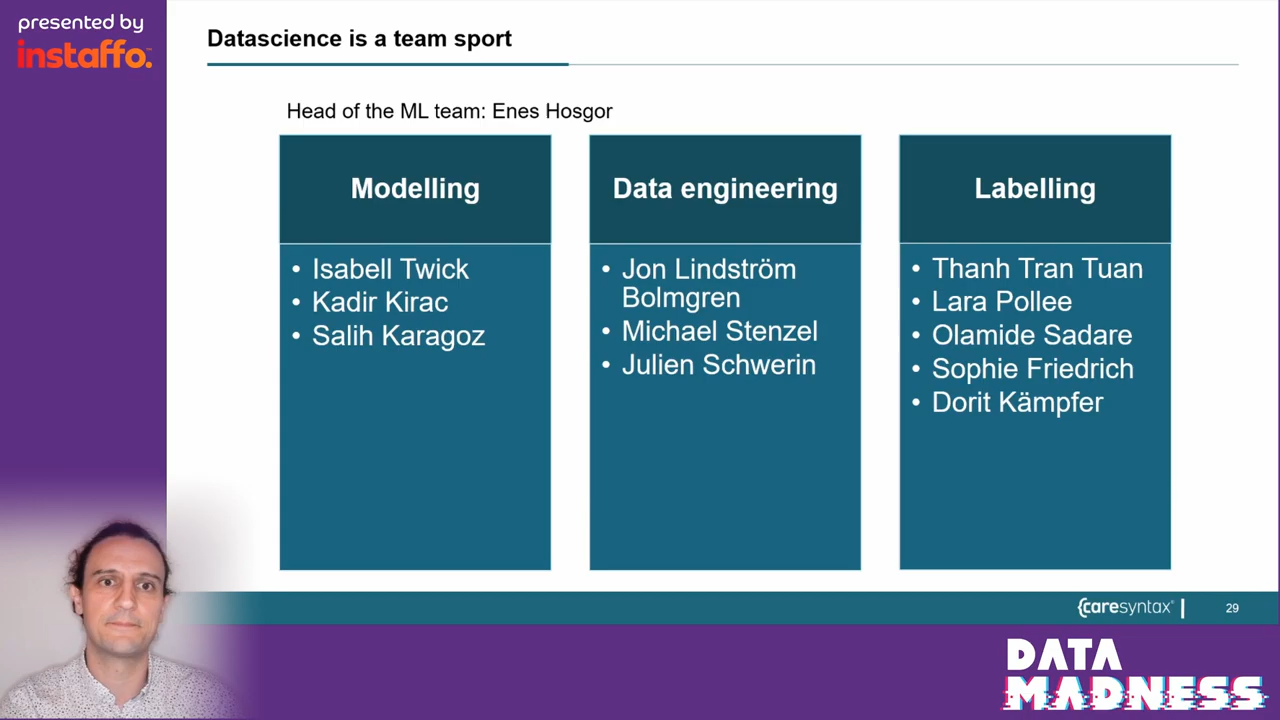 presented by
instaffo.
Datascience is a team sport
Head of the ML team: Enes Hosgor
Modelling
• Isabell Twick
• Kadir Kirac
• Salih Karagoz
Data engineering
• Jon Lindström
Bolmgren
• Michael Stenzel
• Julien Schwerin
Labelling
• Thanh Tran Tuan
• Lara Pollee
• Olamide Sadare
• Sophie Friedrich
• Dorit Kämpfer
{caresyntax® | 29
DATA
MADNESS